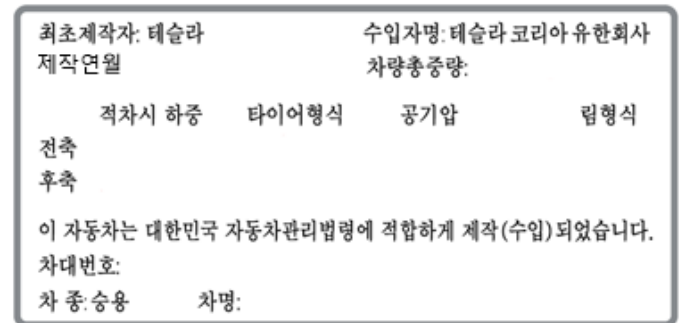 최초제작자: 테슬라 수입자명: 테슬라 코리아 유한회사
제작연월 차량총중량:
적차시 하중 타이어형식 공기압 림형식
전축
후축
이 자동차는 대한민국 자동차관리법령에 적합하게 제작(수입)되었습니다.
차대번호:
차 종:승용 차명: